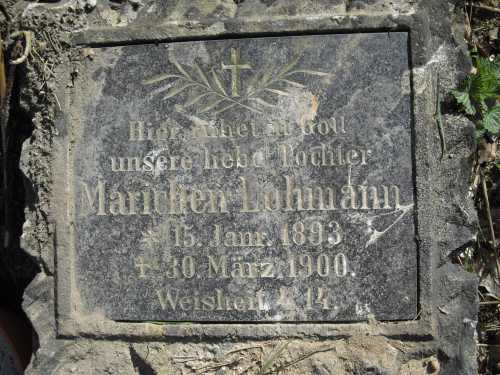 Hier ruhet in Gott
unsere liebe Tochter
Mariechen Lohmann
* 15. Janr. 1893
✝ 30. März 1900.
Weisheit 4. 14.